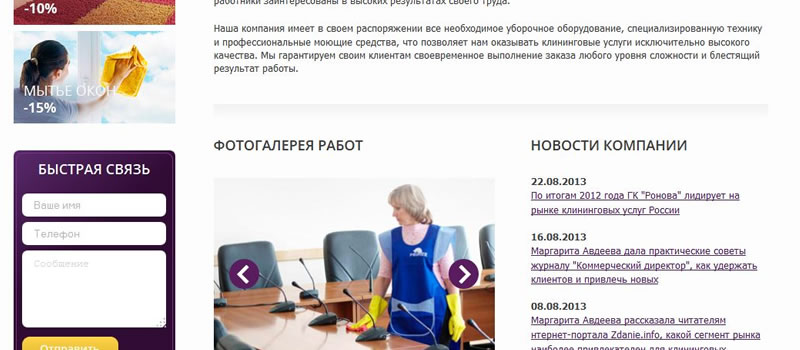 -10%
МЫТЬЕ ОКОН
-15%
БЫСТРАЯ СВЯЗЬ
Ваше имя
Телефон
Сообщение
Отправить
работники заинтересованы в высоких результатах своего труда.
Наша компания имеет в своем распоряжении все необходимое уборочное оборудование, специализированную технику
и профессиональные моющие средства, что позволяет нам оказывать клининговые услуги исключительно высокого
качества. Мы гарантируем своим клиентам своевременное выполнение заказа любого уровня сложности и блестящий
результат работы.
ФОТОГАЛЕРЕЯ РАБОТ
НОВОСТИ КОМПАНИИ
22.08.2013
По итогам 2012 года ГК "Ронова" лидирует на
рынке клининговых услуг России
16.08.2013
Маргарита Авдеева дала практические советы
журналу "Коммерческий директор", как удержать
клиентов и привлечь новых
08.08.2013
Маргарита Авдеева рассказала читателям
нтернет-портала Zdanie.info, какой сегмент рынка
наиболее привлекателен для клининговых